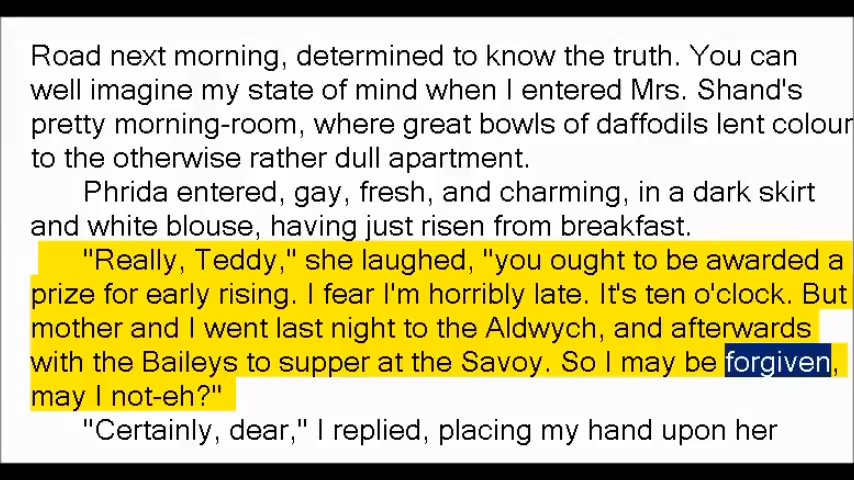 Road next morning, determined to know the truth. You can
well imagine my state of mind when I entered Mrs. Shand's
pretty morning-room, where great bowls of daffodils lent colour
to the otherwise rather dull apartment.
Phrida entered, gay, fresh, and charming, in a dark skirt
and white blouse, having just risen from breakfast.
"Really, Teddy," she laughed, "you ought to be awarded a
prize for early rising. I fear I'm horribly late. It's ten o'clock. But
mother and I went last night to the Aldwych, and afterwards
with the Baileys to supper at the Savoy. So I may be forgiven,
may I not-eh?"
"Certainly, dear," I replied, placing my hand upon her